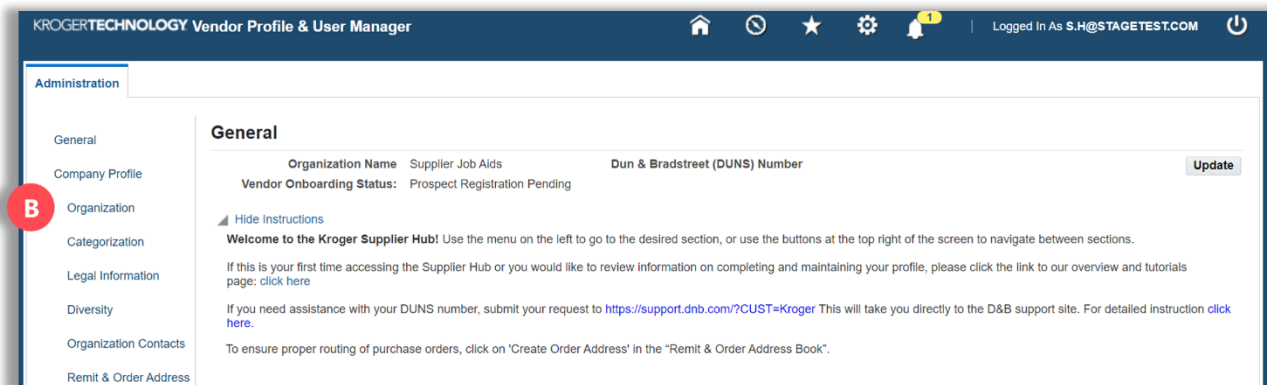 KROGERTECHNOLOGY. Vendor Profile & User Manager
1
Logged In As S.H@STAGETEST.COM
Administration
General
Company Profile
B
Organization
Categorization
Legal Information
Diversity
Organization Contacts
Remit & Order Address
General
Organization Name Supplier Job Aids Dun & Bradstreet (DUNS) Number
Update
Vendor Onboarding Status: Prospect Registration Pending
Hide Instructions
Welcome to the Kroger Supplier Hub! Use the menu on the left to go to the desired section, or use the buttons at the top right of the screen to navigate between sections.
If this is your first time accessing the Supplier Hub or you would like to review information on completing and maintaining your profile, please click the link to our overview and tutorials
page: click here
If you need assistance with your DUNS number, submit your request to https://support.dnb.com/?CUST=Kroger This will take you directly to the D&B support site. For detailed instruction click
here.
To ensure proper routing of purchase orders, click on 'Create Order Address' in the “Remit & Order Address Book”.